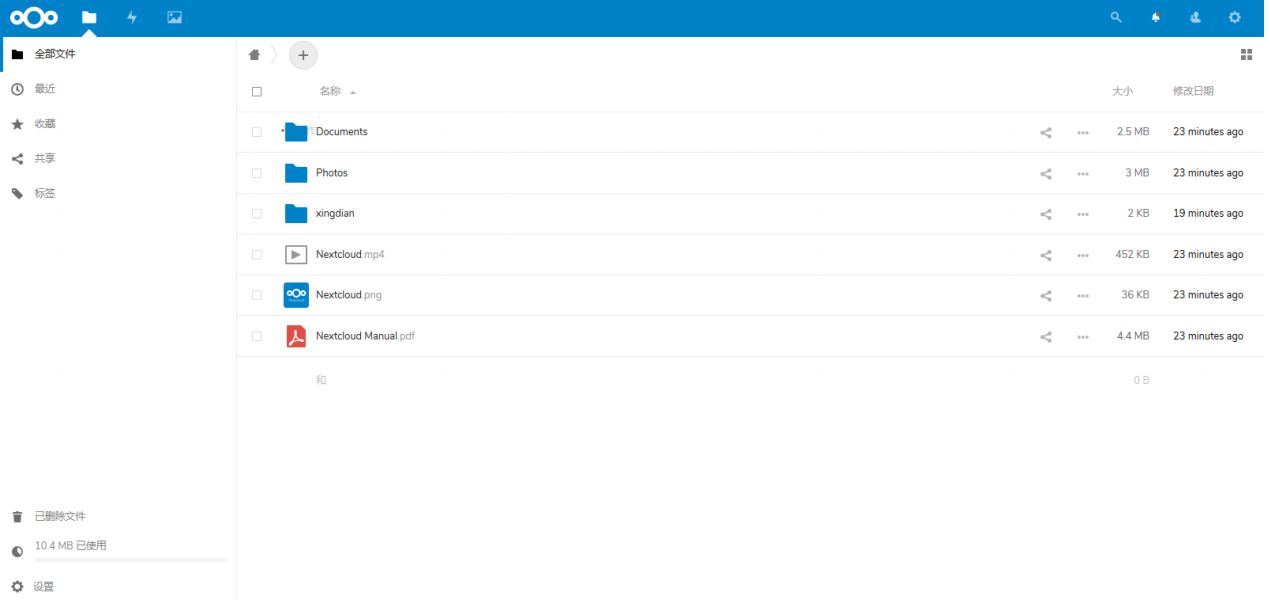 全部文件
最近
收藏
共享
标签
已删除文件
10.4 MB 已使用
设置
名称 大小 修改日期
Documents 2.5 MB 23 minutes ago
Photos 3 MB 23 minutes ago
xingdian 2 KB 19 minutes ago
Nextcloud.mp4 452 KB 23 minutes ago
Nextcloud.png 36 KB 23 minutes ago
Nextcloud Manual.pdf 4.4 MB 23 minutes ago
和 0 B